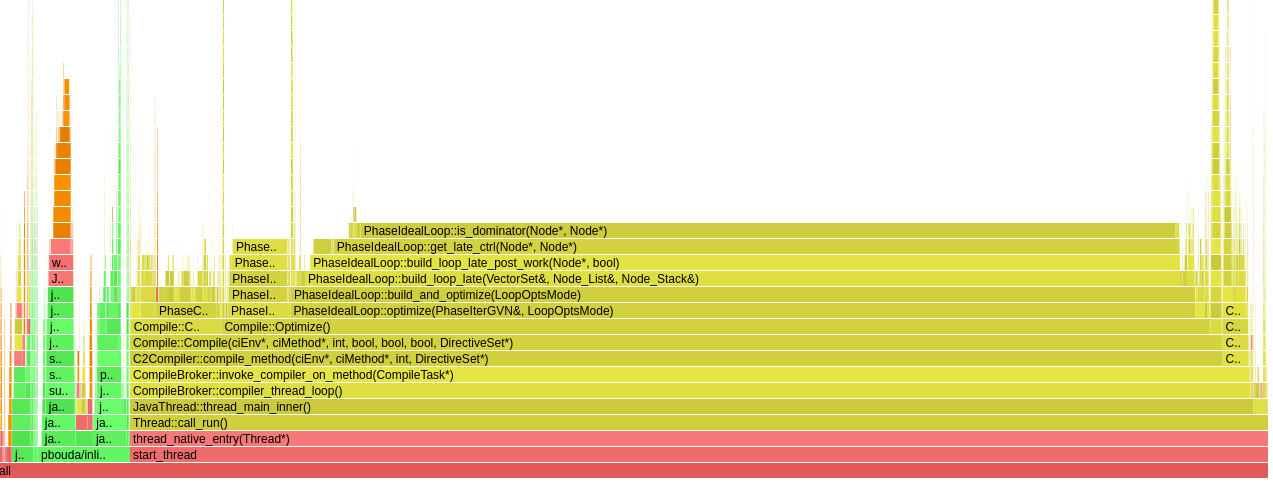 PhaseIdealLoop::is_dominator(Node*, Node*)
Phase.. PhaseIdealLoop::get_late_ctrl(Node*, Node*)
w.. Phase.. PhaseIdealLoop::build_loop_late_post_work(Node*, bool)
J.. PhaseI.. PhaseIdealLoop::build_loop_late(VectorSet&, Node_List&, Node_Stack&)
j.. PhaseI.. PhaseIdealLoop::build_and_optimize(LoopOptsMode)
j.. PhaseC.. PhaseI.. PhaseIdealLoop::optimize(PhaseIterGVN&, LoopOptsMode) C..
j.. Compile::C.. Compile::Optimize() C..
j.. Compile::Compile(ciEnv*, ciMethod*, int, bool, bool, bool, DirectiveSet*) C..
s.. C2Compiler::compile_method(ciEnv*, ciMethod*, int, DirectiveSet*) C..
s.. p.. CompileBroker::invoke_compiler_on_method(CompileTask*)
su.. j.. CompileBroker::compiler_thread_loop()
ja.. j.. JavaThread::thread_main_inner()
ja.. ja.. Thread::call_run()
ja.. ja.. thread_native_entry(Thread*)
j.. pbouda/inli.. start_thread
all